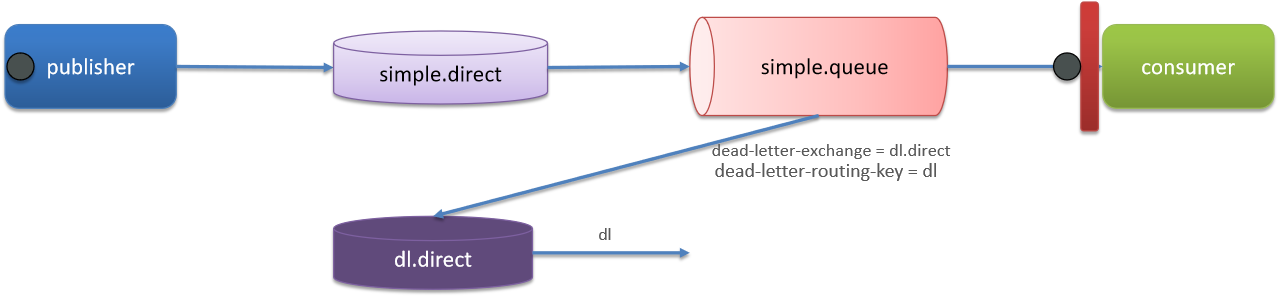 publisher
simple.direct
simple.queue
consumer
dead-letter-exchange = dl.direct
dead-letter-routing-key = dl
dl.direct
dl